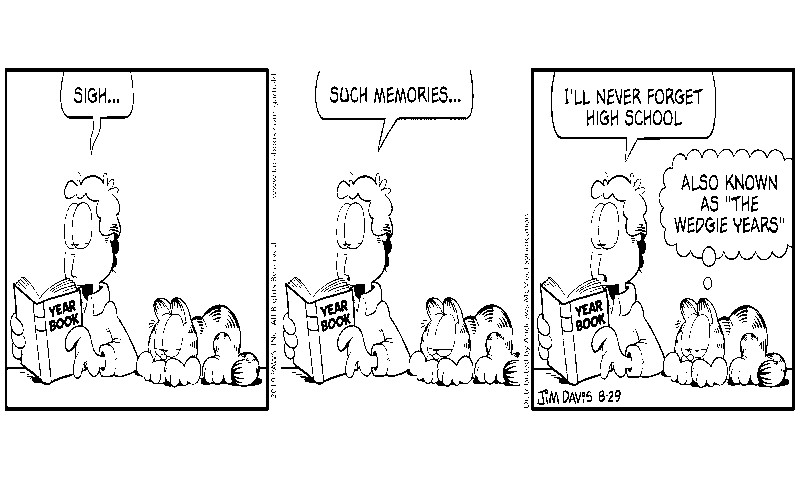 SIGH...
YEAR
BOOK
SUCH MEMORIES...
YEAR
BOOK
I'LL NEVER FORGET
HIGH SCHOOL
ALSO KNOWN
AS "THE
WEDGIE YEARS"
YEAR
BOOK
JIM DAVIS 8-29